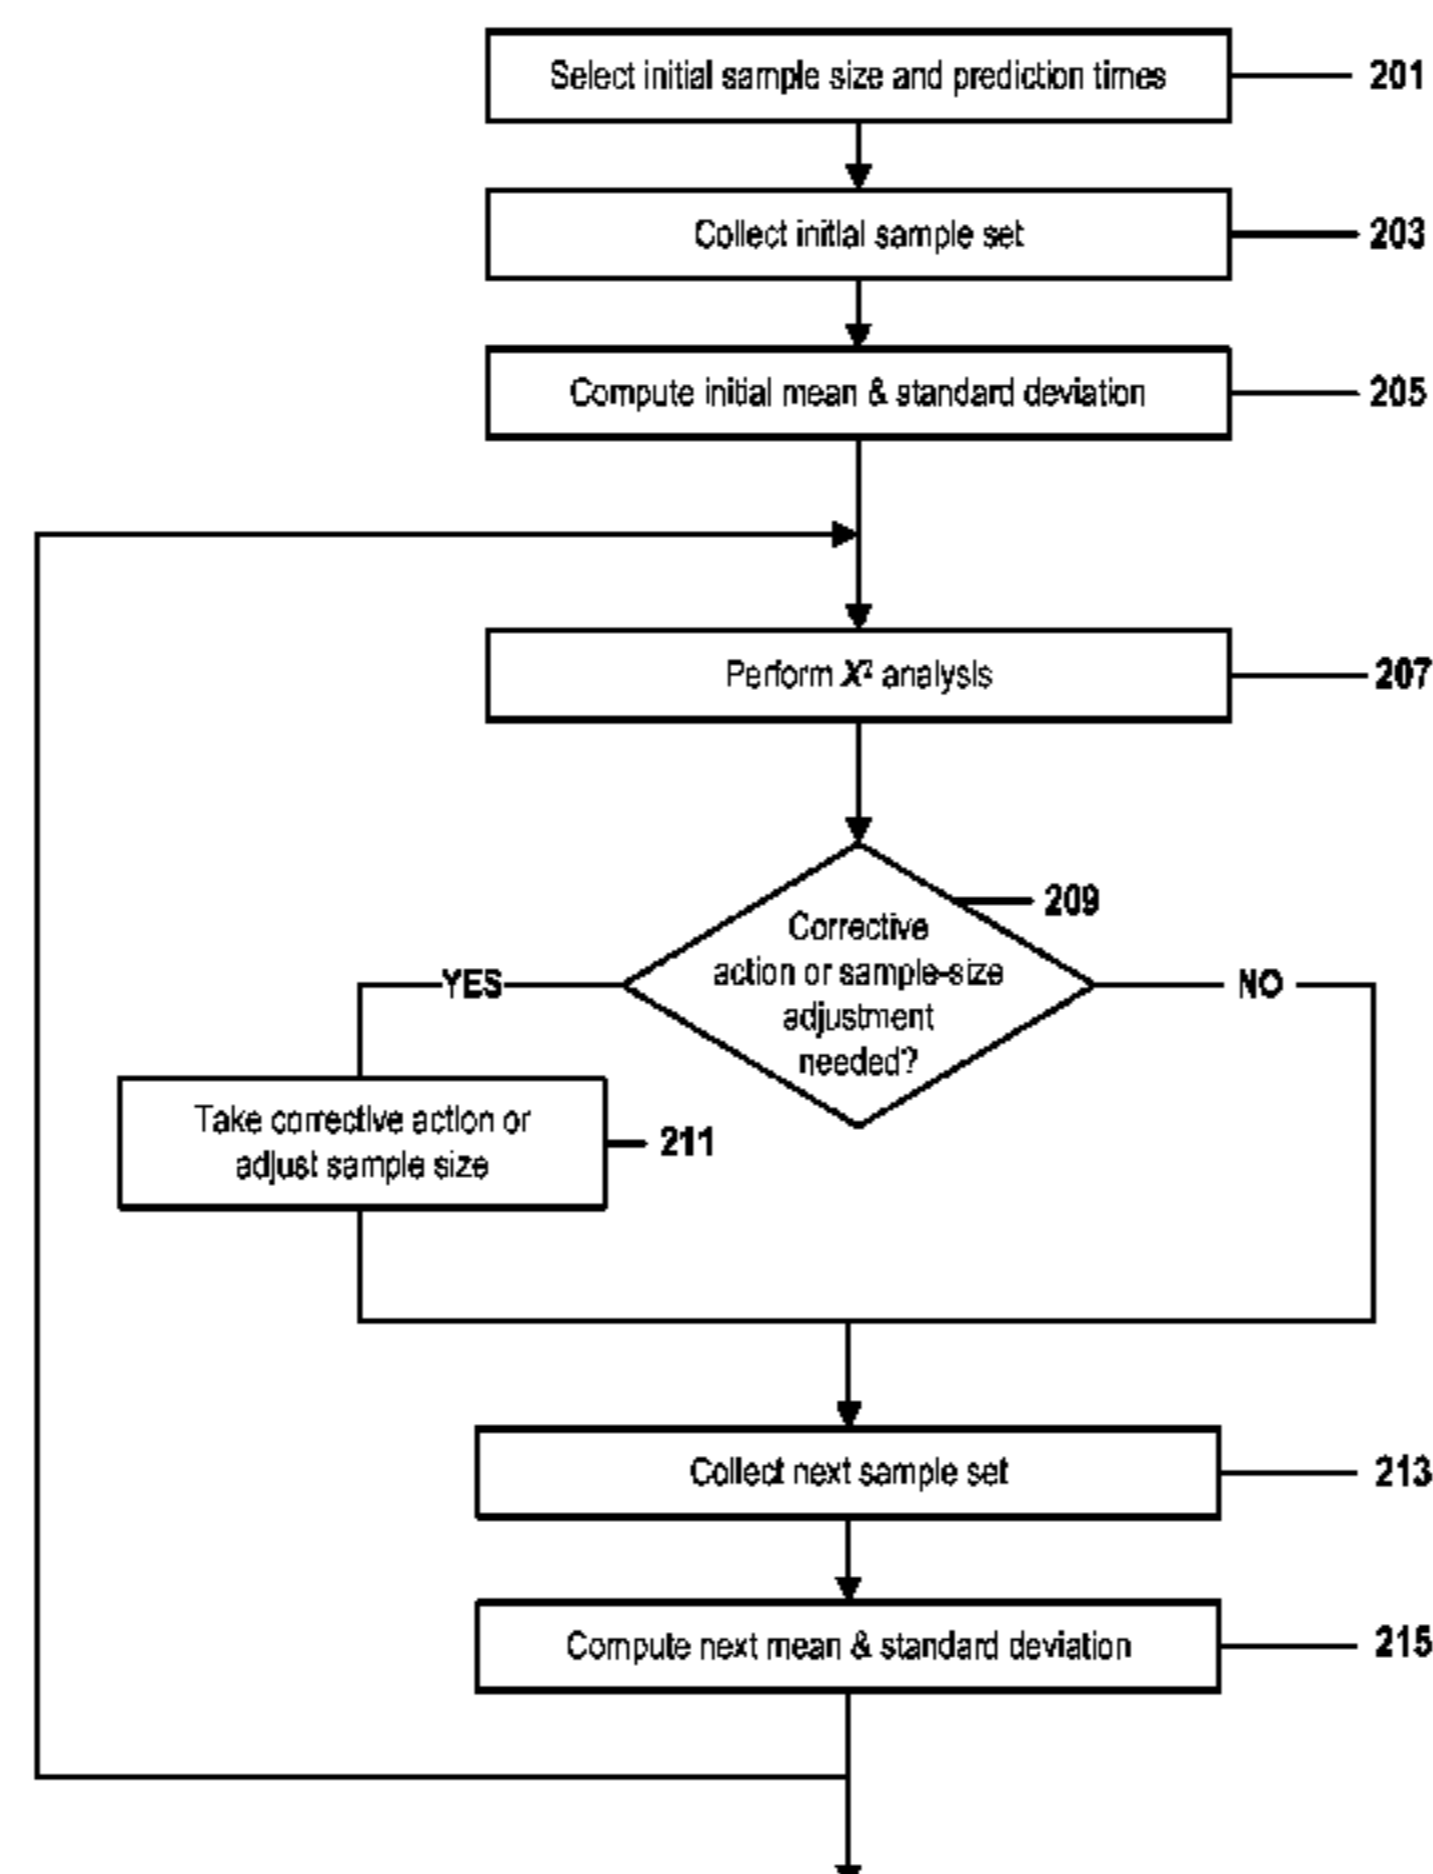 Select initial sample size and prediction times
201
Collect initial sample set
203
Compute initial mean & standard deviation
205
Perform X² analysis
207
209
Corrective
action or sample-size
adjustment
needed?
YES
NO
Take corrective action or
adjust sample size
211
Collect next sample set
213
Compute next mean & standard deviation
215